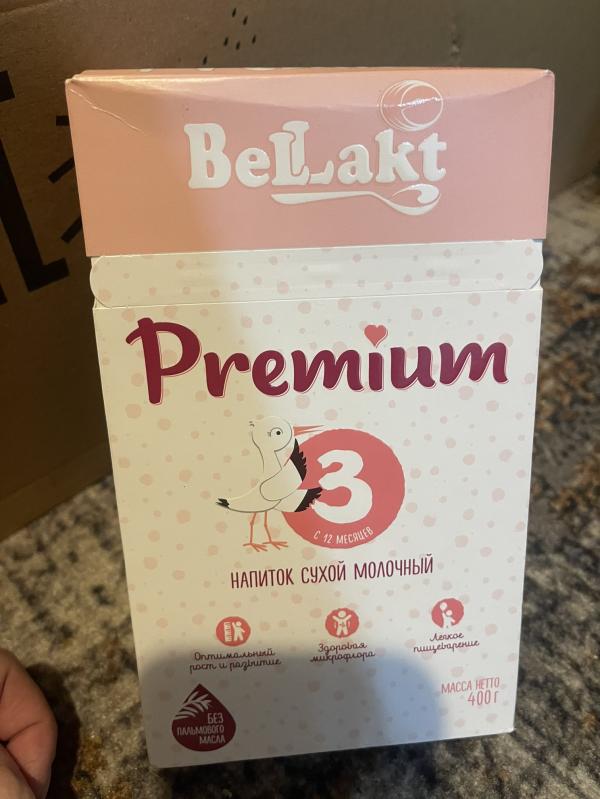 BeLLakt
Premium
3
С 12 МЕСЯЦЕВ
НАПИТОК СУХОЙ МОЛОЧНЫЙ
Оптимальный
рост и развитие
Здоровая
микрофлора
Лёгкое
пищеварение
БЕЗ
ПАЛЬМОВОГО
МАСЛА
МАССА НЕТТО
400 г